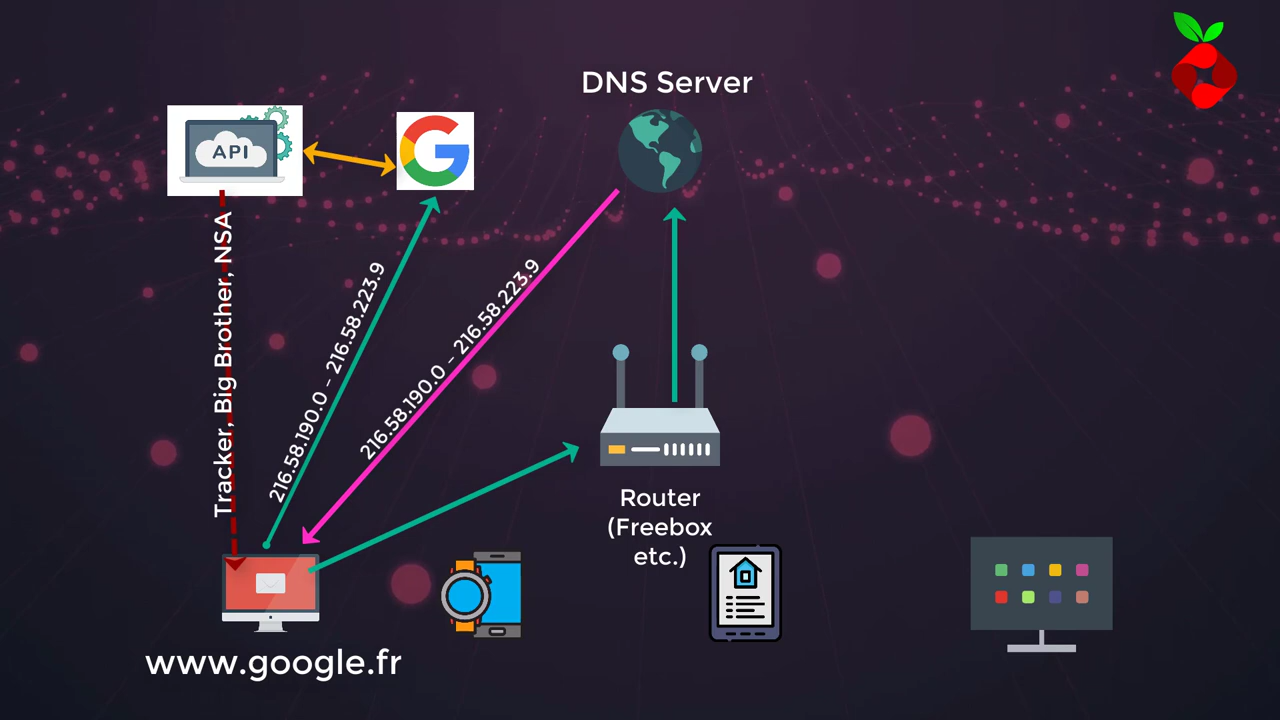 DNS Server
API
Tracker, Big Brother, NSA
216.58.190.0 - 216.58.223.9
216.58.190.0 - 216.58.223.9
Router
(Freebox
etc.)
www.google.fr